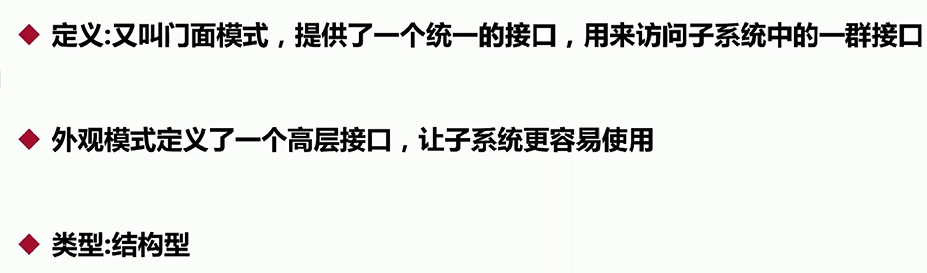 定义:又叫门面模式，提供了一个统一的接口，用来访问子系统中的一群接口
外观模式定义了一个高层接口，让子系统更容易使用
类型:结构型